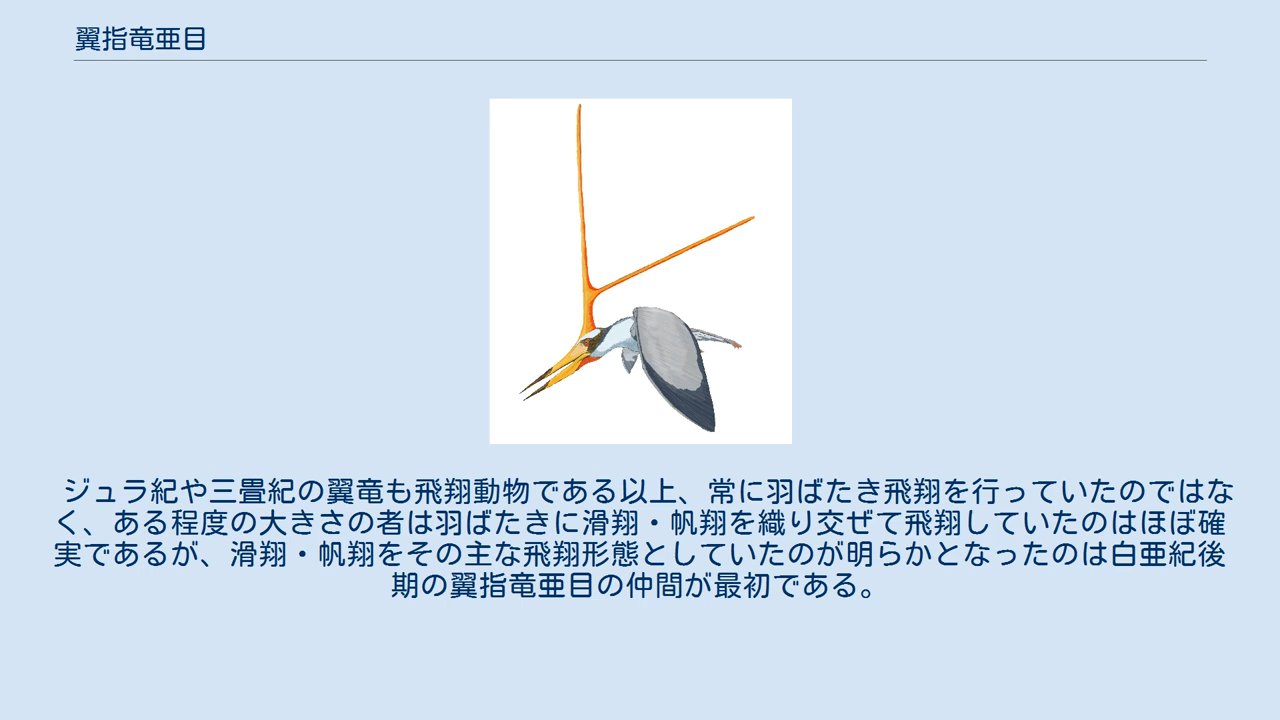 翼指竜亜目
ジュラ紀や三畳紀の翼竜も飛翔動物である以上、常に羽ばたき飛翔を行っていたのではな
く、ある程度の大きさの者は羽ばたきに滑翔・帆翔を織り交ぜて飛翔していたのはほぼ確
実であるが、滑翔・帆翔をその主な飛翔形態としていたのが明らかとなったのは白亜紀後
期の翼指竜亜目の仲間が最初である。